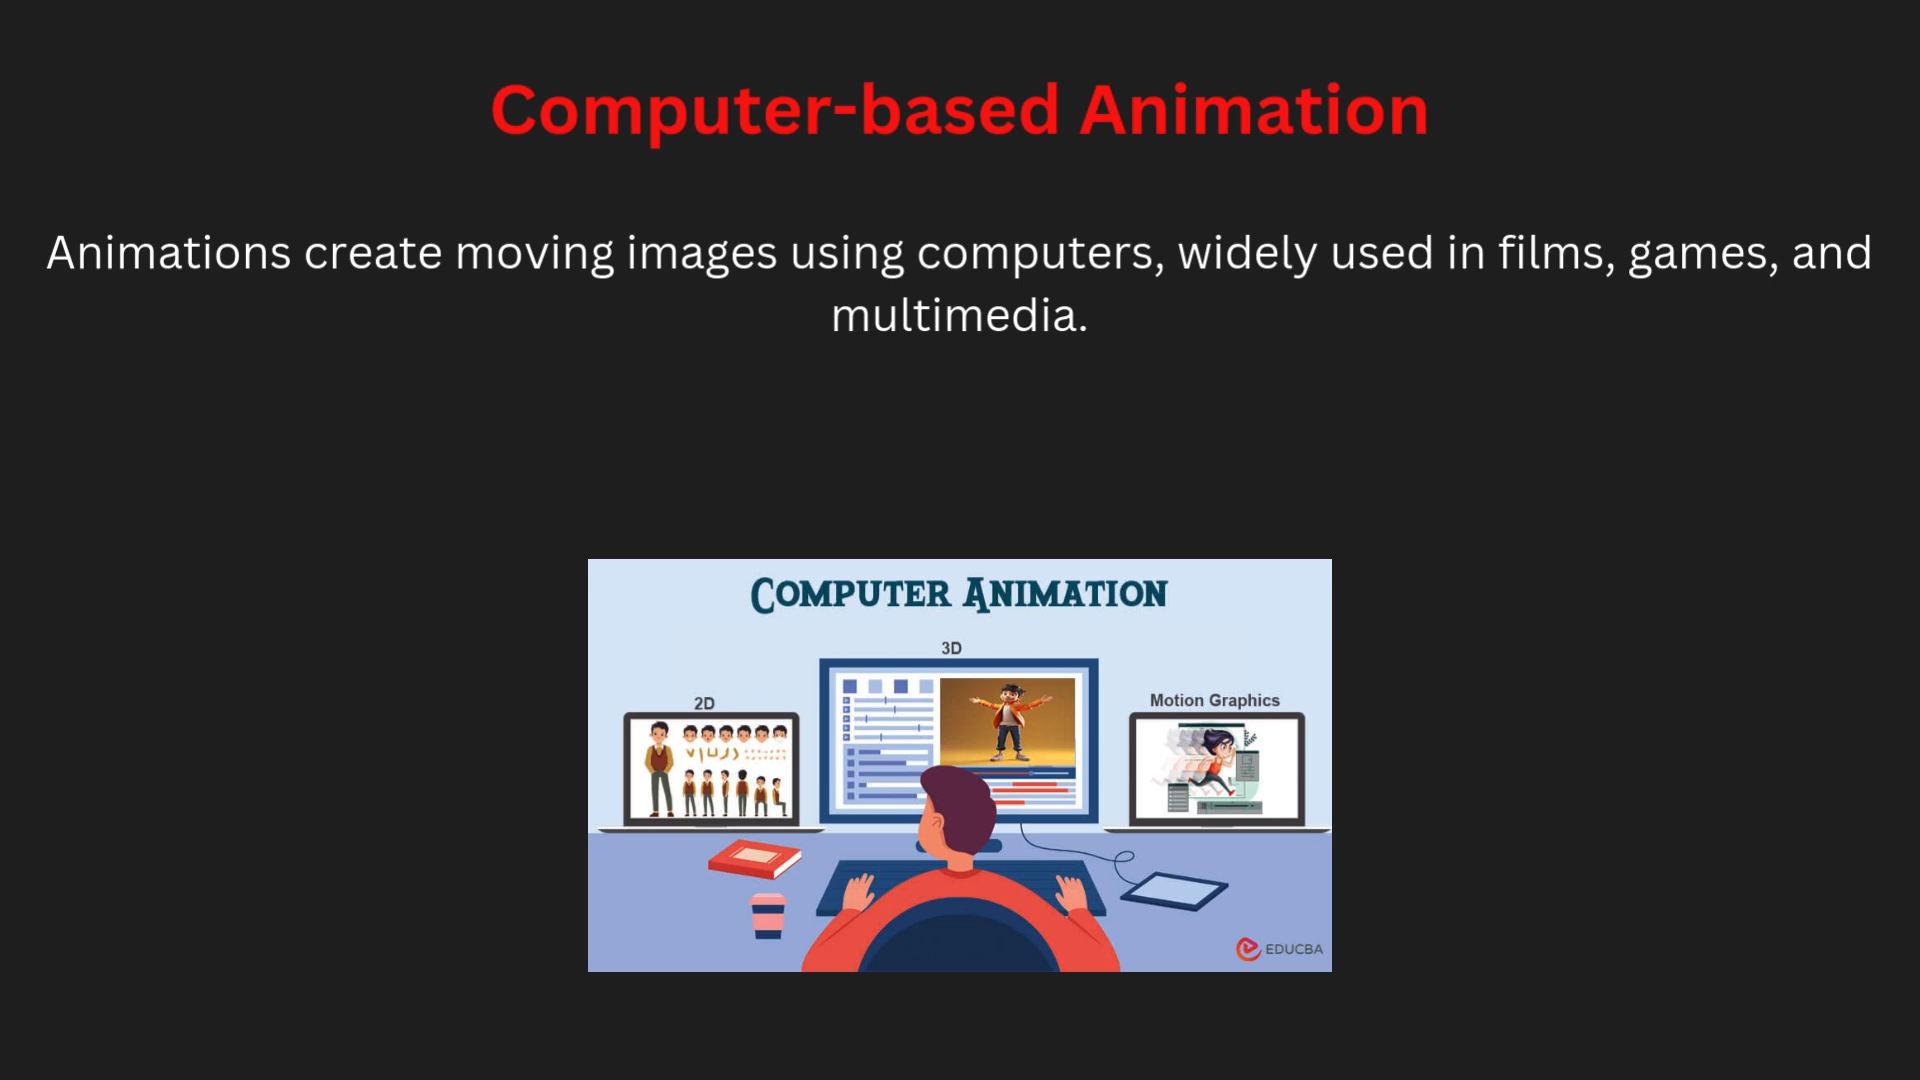 Computer-based Animation
Animations create moving images using computers, widely used in films, games, and
multimedia.
COMPUTER ANIMATION
3D
2D
Motion Graphics
EDUCBA